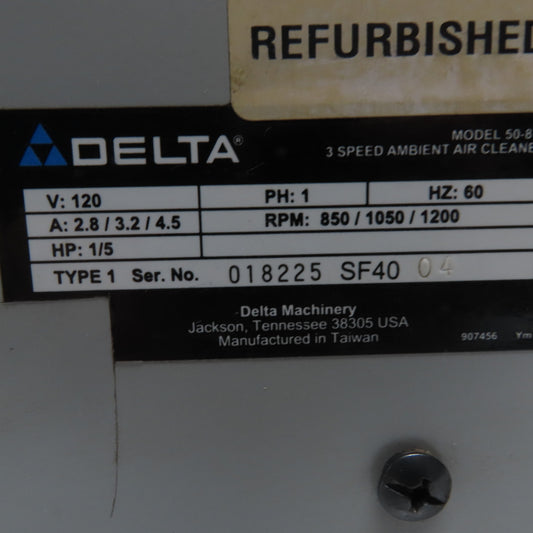 REFURBISHED
DELTA®
MODEL 50-8
3 SPEED AMBIENT AIR CLEANE
V: 120 PH: 1 HZ: 60
A: 2.8 / 3.2 / 4.5 RPM: 850 / 1050 / 1200
HP: 1/5
TYPE 1 Ser. No. 018225 SF40 04
Delta Machinery
Jackson, Tennessee 38305 USA
Manufactured in Taiwan 907456 Ym